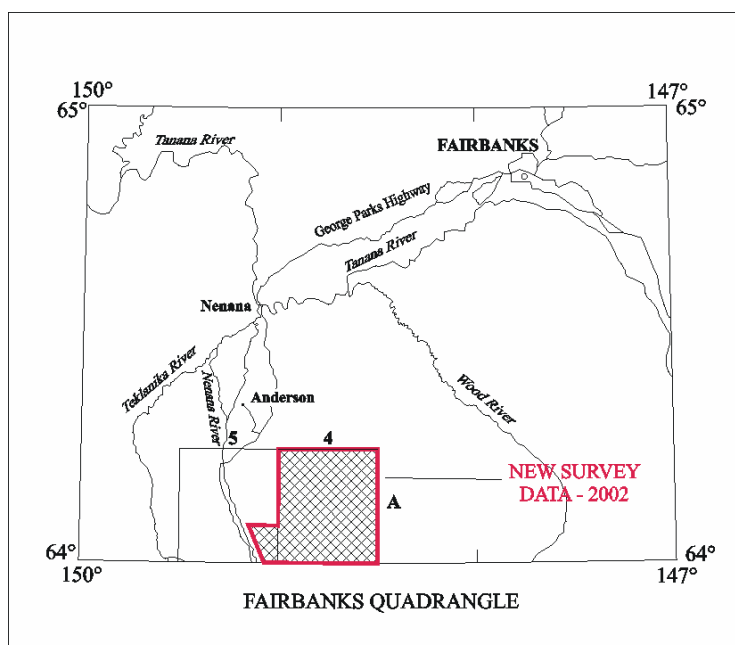 150°
147°
65°
65°
Tanana River
FAIRBANKS
George Parks Highway
Tanana River
Nenana
Teklanika River
Nenana River
Wood River
Anderson
5
4
NEW SURVEY
DATA - 2002
A
64°
64°
150°
147°
FAIRBANKS QUADRANGLE